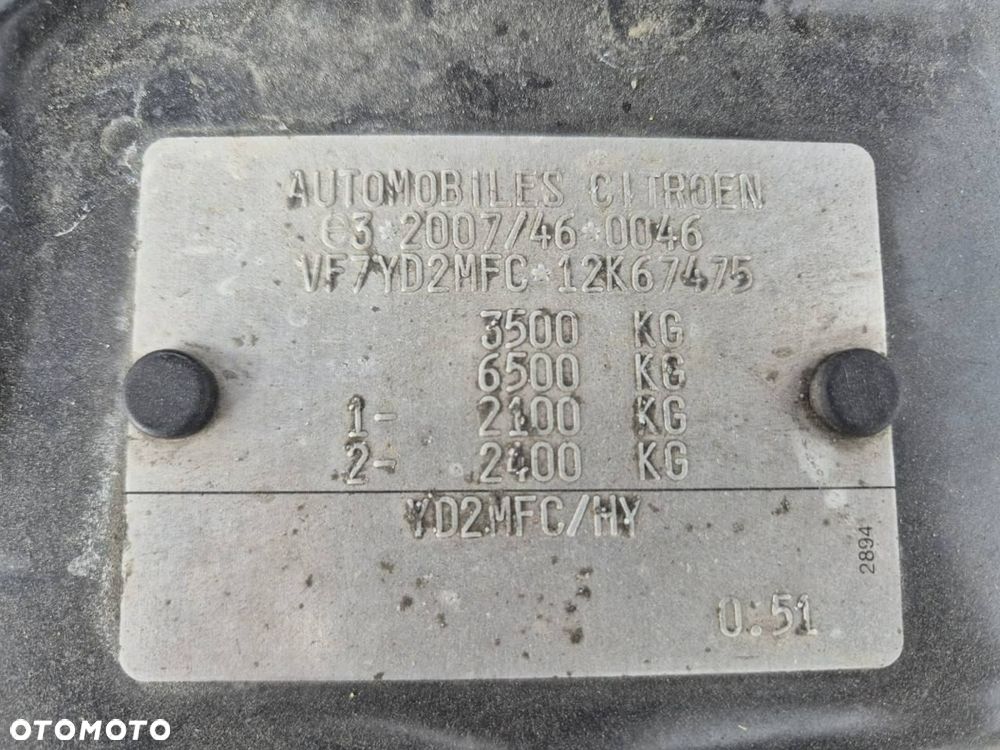 AUTOMOBILES CITROEN
e3*2007/46*0046
VF7YD2MFC*12K67475
3500 KG
6500 KG
1- 2100 KG
2- 2400 KG
YD2MFC/HY
2894
0:51
OTOMOTO